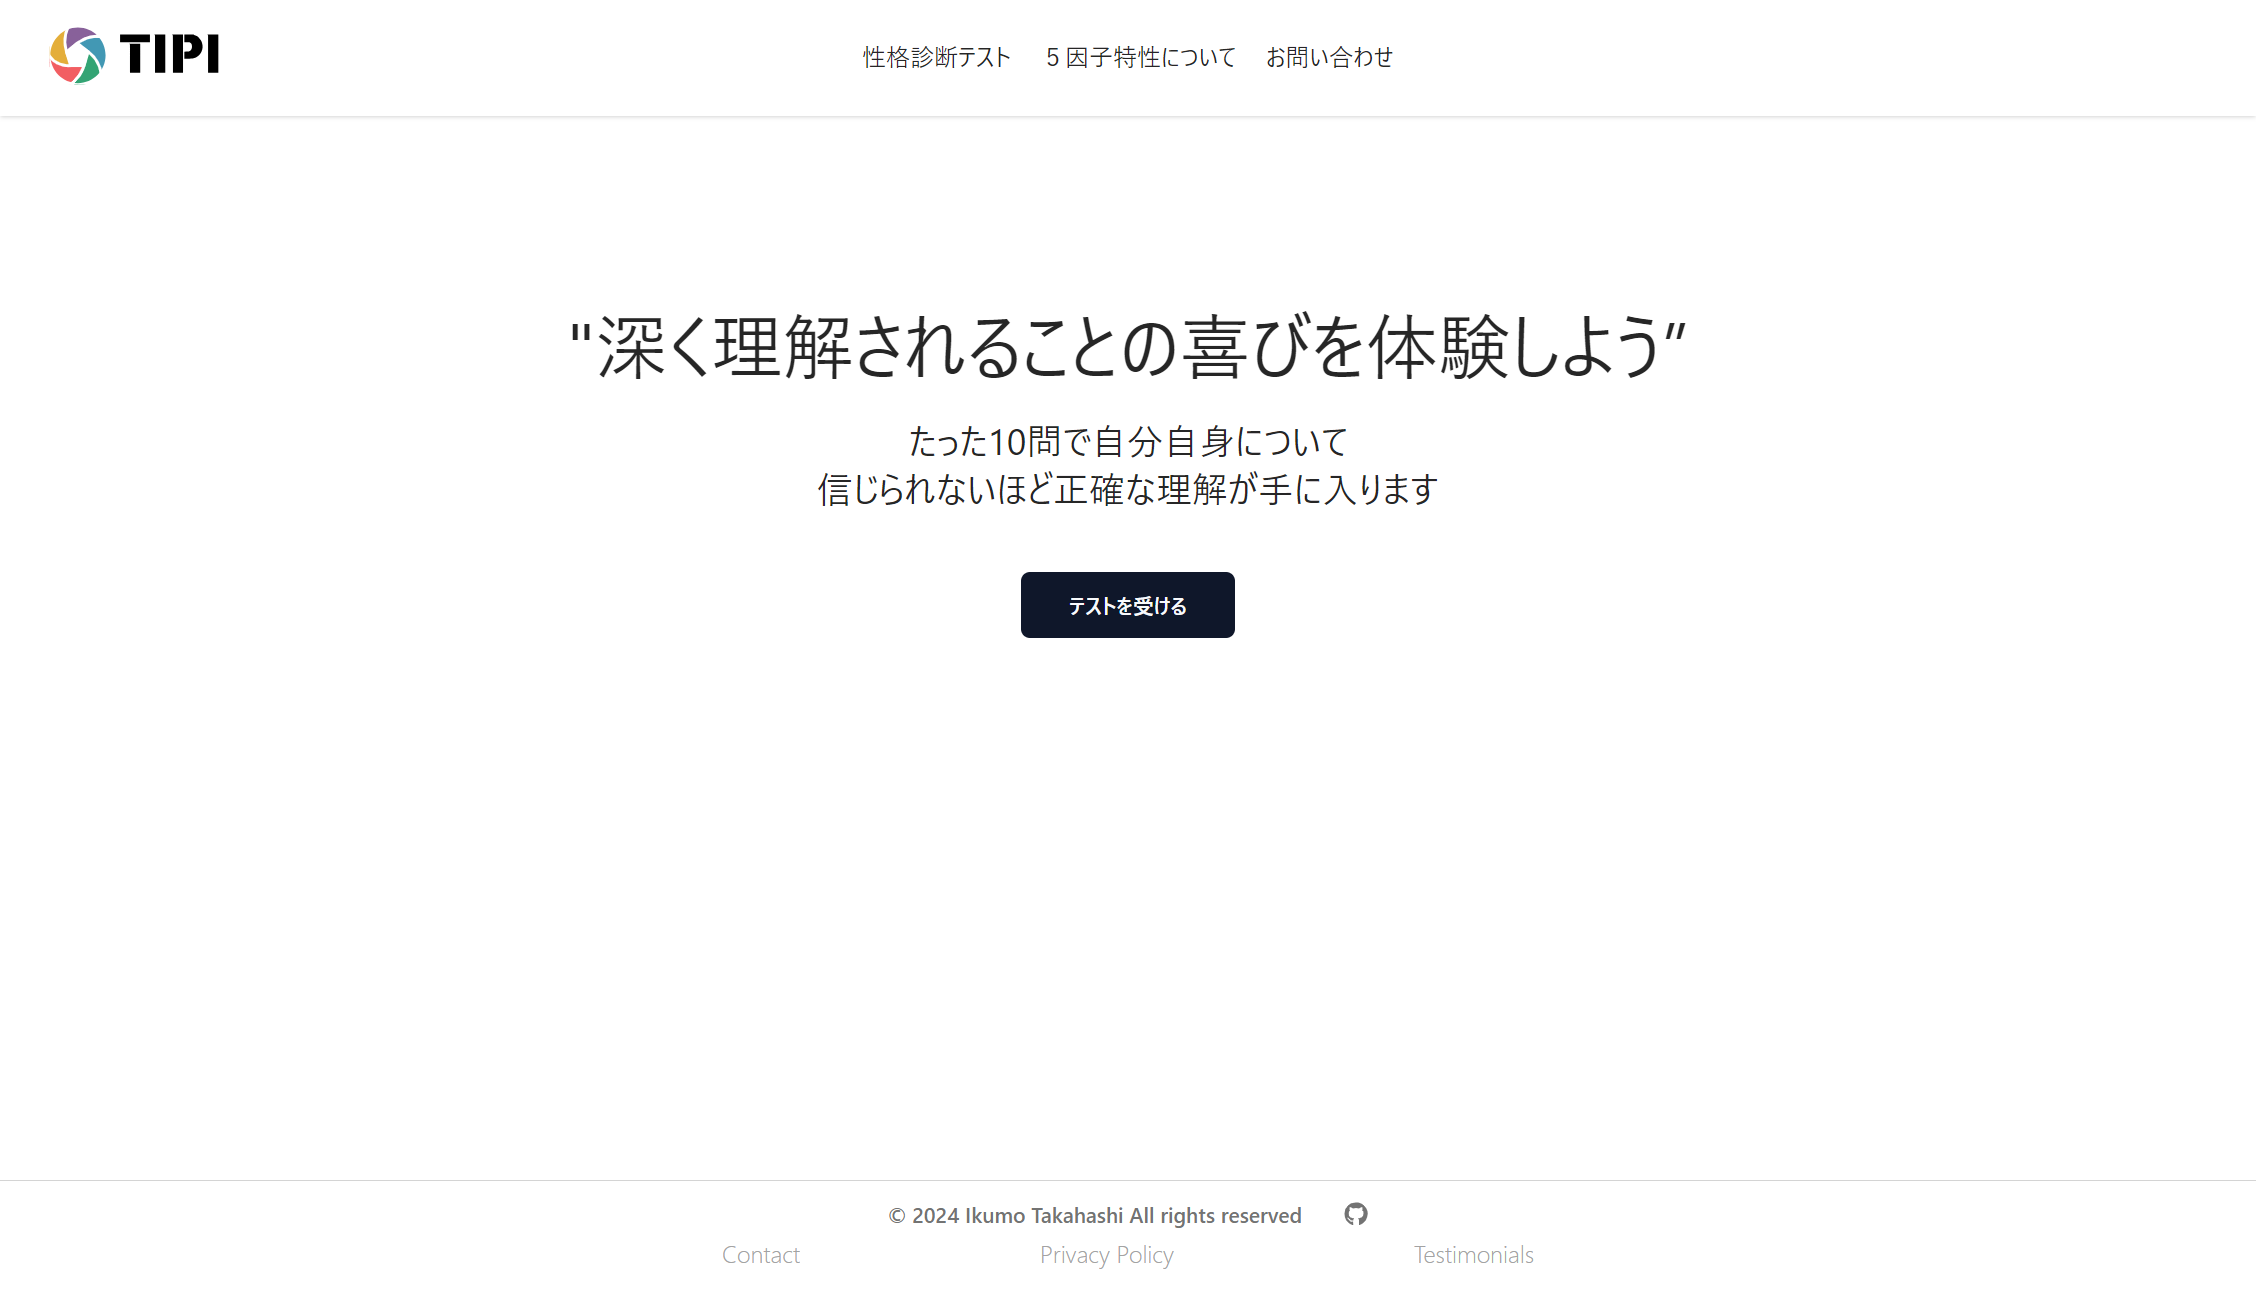 TIPI
性格診断テスト 5 因子特性について お問い合わせ
"深く理解されることの喜びを体験しよう”
たった10問で自分自身について
信じられないほど正確な理解が手に入ります
テストを受ける
© 2024 Ikumo Takahashi All rights reserved
Contact Privacy Policy Testimonials